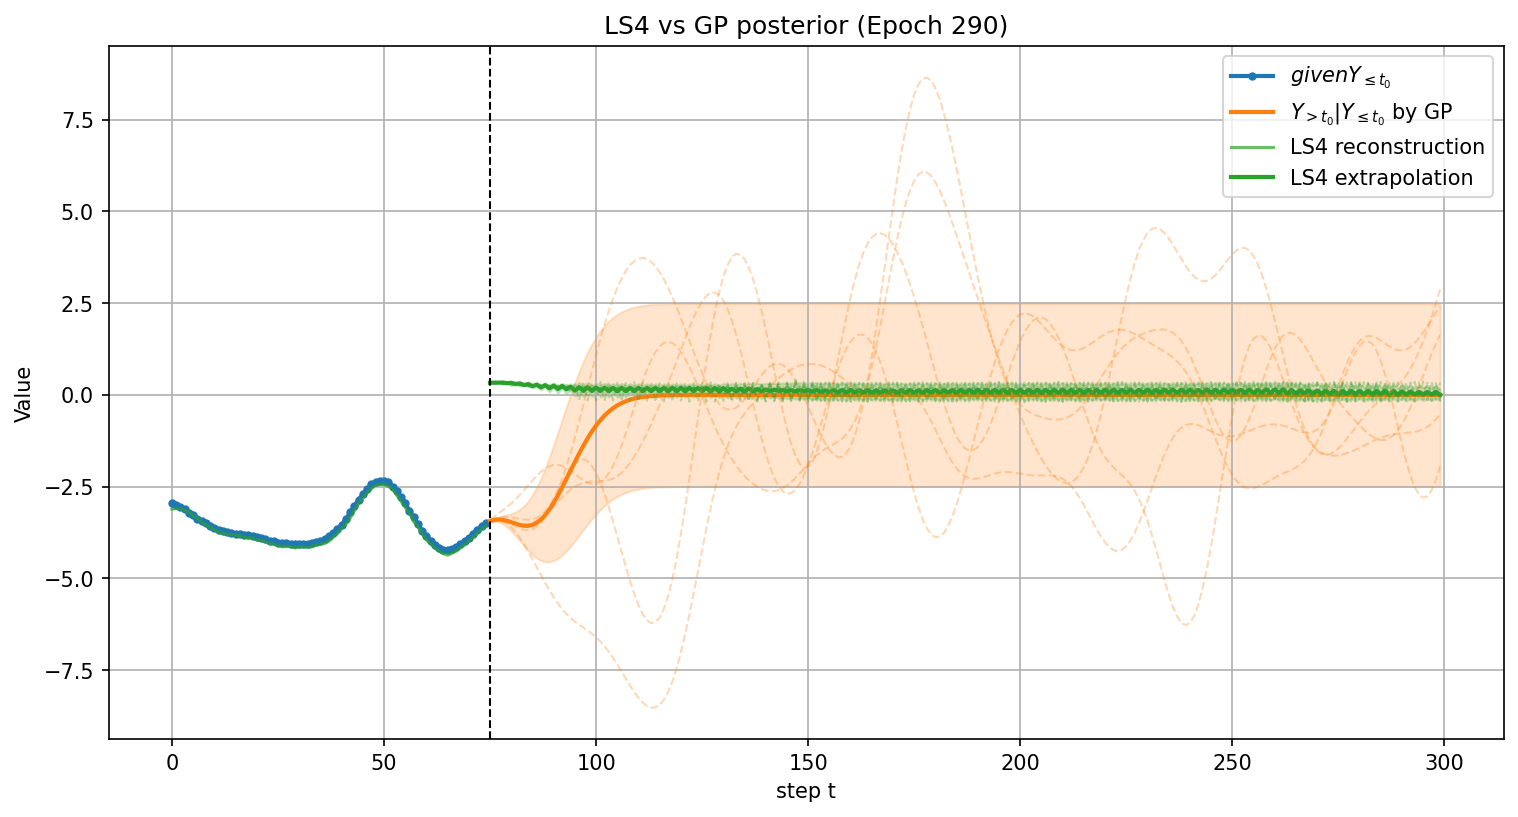 LS4 vs GP posterior (Epoch 290)
givenY≤t₀
Y>t₀|Y≤t₀ by GP
LS4 reconstruction
LS4 extrapolation
Value
7.5
5.0
2.5
0.0
−2.5
−5.0
−7.5
0 50 100 150 200 250 300
step t